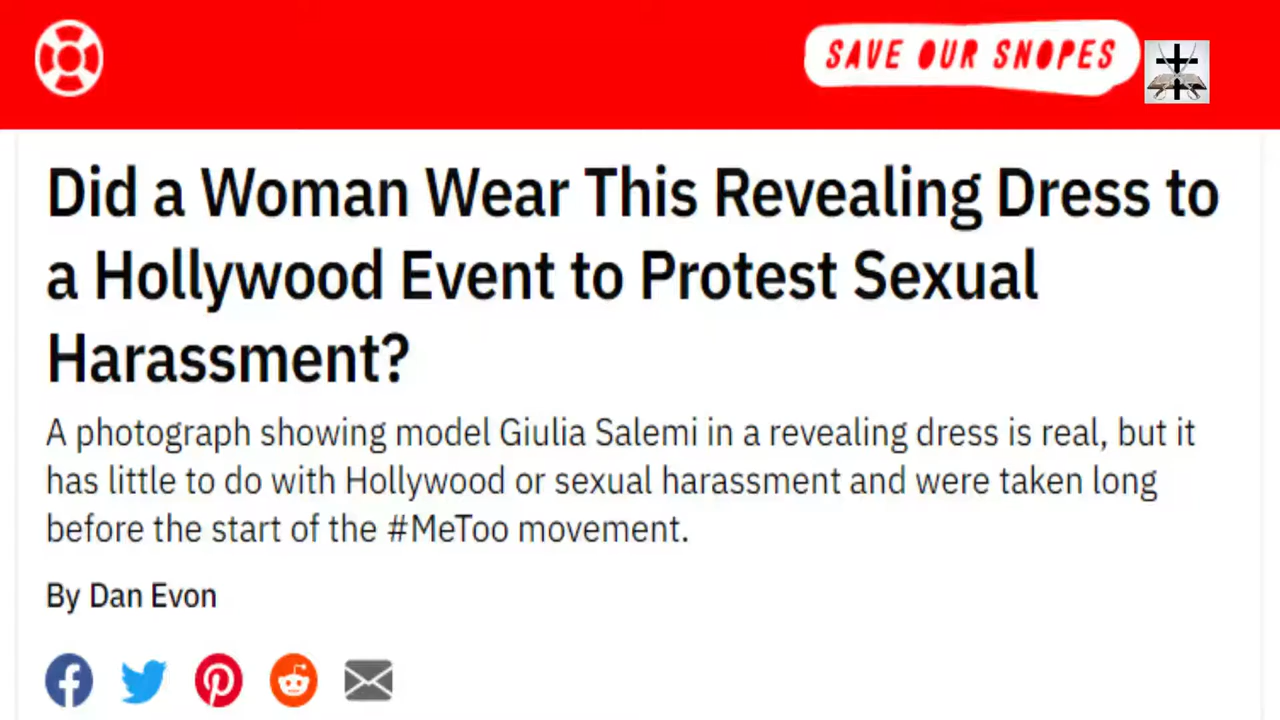 SAVE OUR SNOPES
Did a Woman Wear This Revealing Dress to
a Hollywood Event to Protest Sexual
Harassment?
A photograph showing model Giulia Salemi in a revealing dress is real, but it
has little to do with Hollywood or sexual harassment and were taken long
before the start of the #MeToo movement.
By Dan Evon